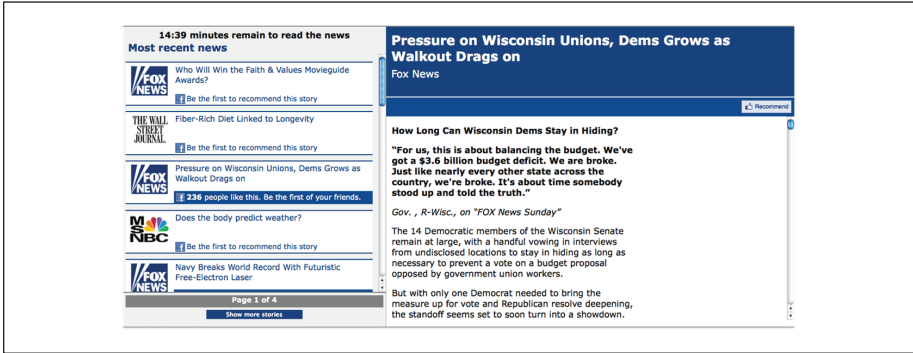 14:39 minutes remain to read the news
Most recent news
FOX
NEWS
Who Will Win the Faith & Values Movieguide
Awards?
f Be the first to recommend this story
THE WALL
STREET
JOURNAL.
Fiber-Rich Diet Linked to Longevity
f Be the first to recommend this story
FOX
NEWS
Pressure on Wisconsin Unions, Dems Grows as
Walkout Drags on
f 236 people like this. Be the first of your friends.
MSNBC
Does the body predict weather?
f Be the first to recommend this story
FOX
NEWS
Navy Breaks World Record With Futuristic
Free-Electron Laser
Page 1 of 4
Show more stories
Pressure on Wisconsin Unions, Dems Grows as
Walkout Drags on
Fox News
Recommend
How Long Can Wisconsin Dems Stay in Hiding?
“For us, this is about balancing the budget. We've
got a $3.6 billion budget deficit. We are broke.
Just like nearly every other state across the
country, we're broke. It's about time somebody
stood up and told the truth.”
Gov. , R-Wisc., on “FOX News Sunday”
The 14 Democratic members of the Wisconsin Senate
remain at large, with a handful vowing in interviews
from undisclosed locations to stay in hiding as long as
necessary to prevent a vote on a budget proposal
opposed by government union workers.
But with only one Democrat needed to bring the
measure up for vote and Republican resolve deepening,
the standoff seems set to soon turn into a showdown.